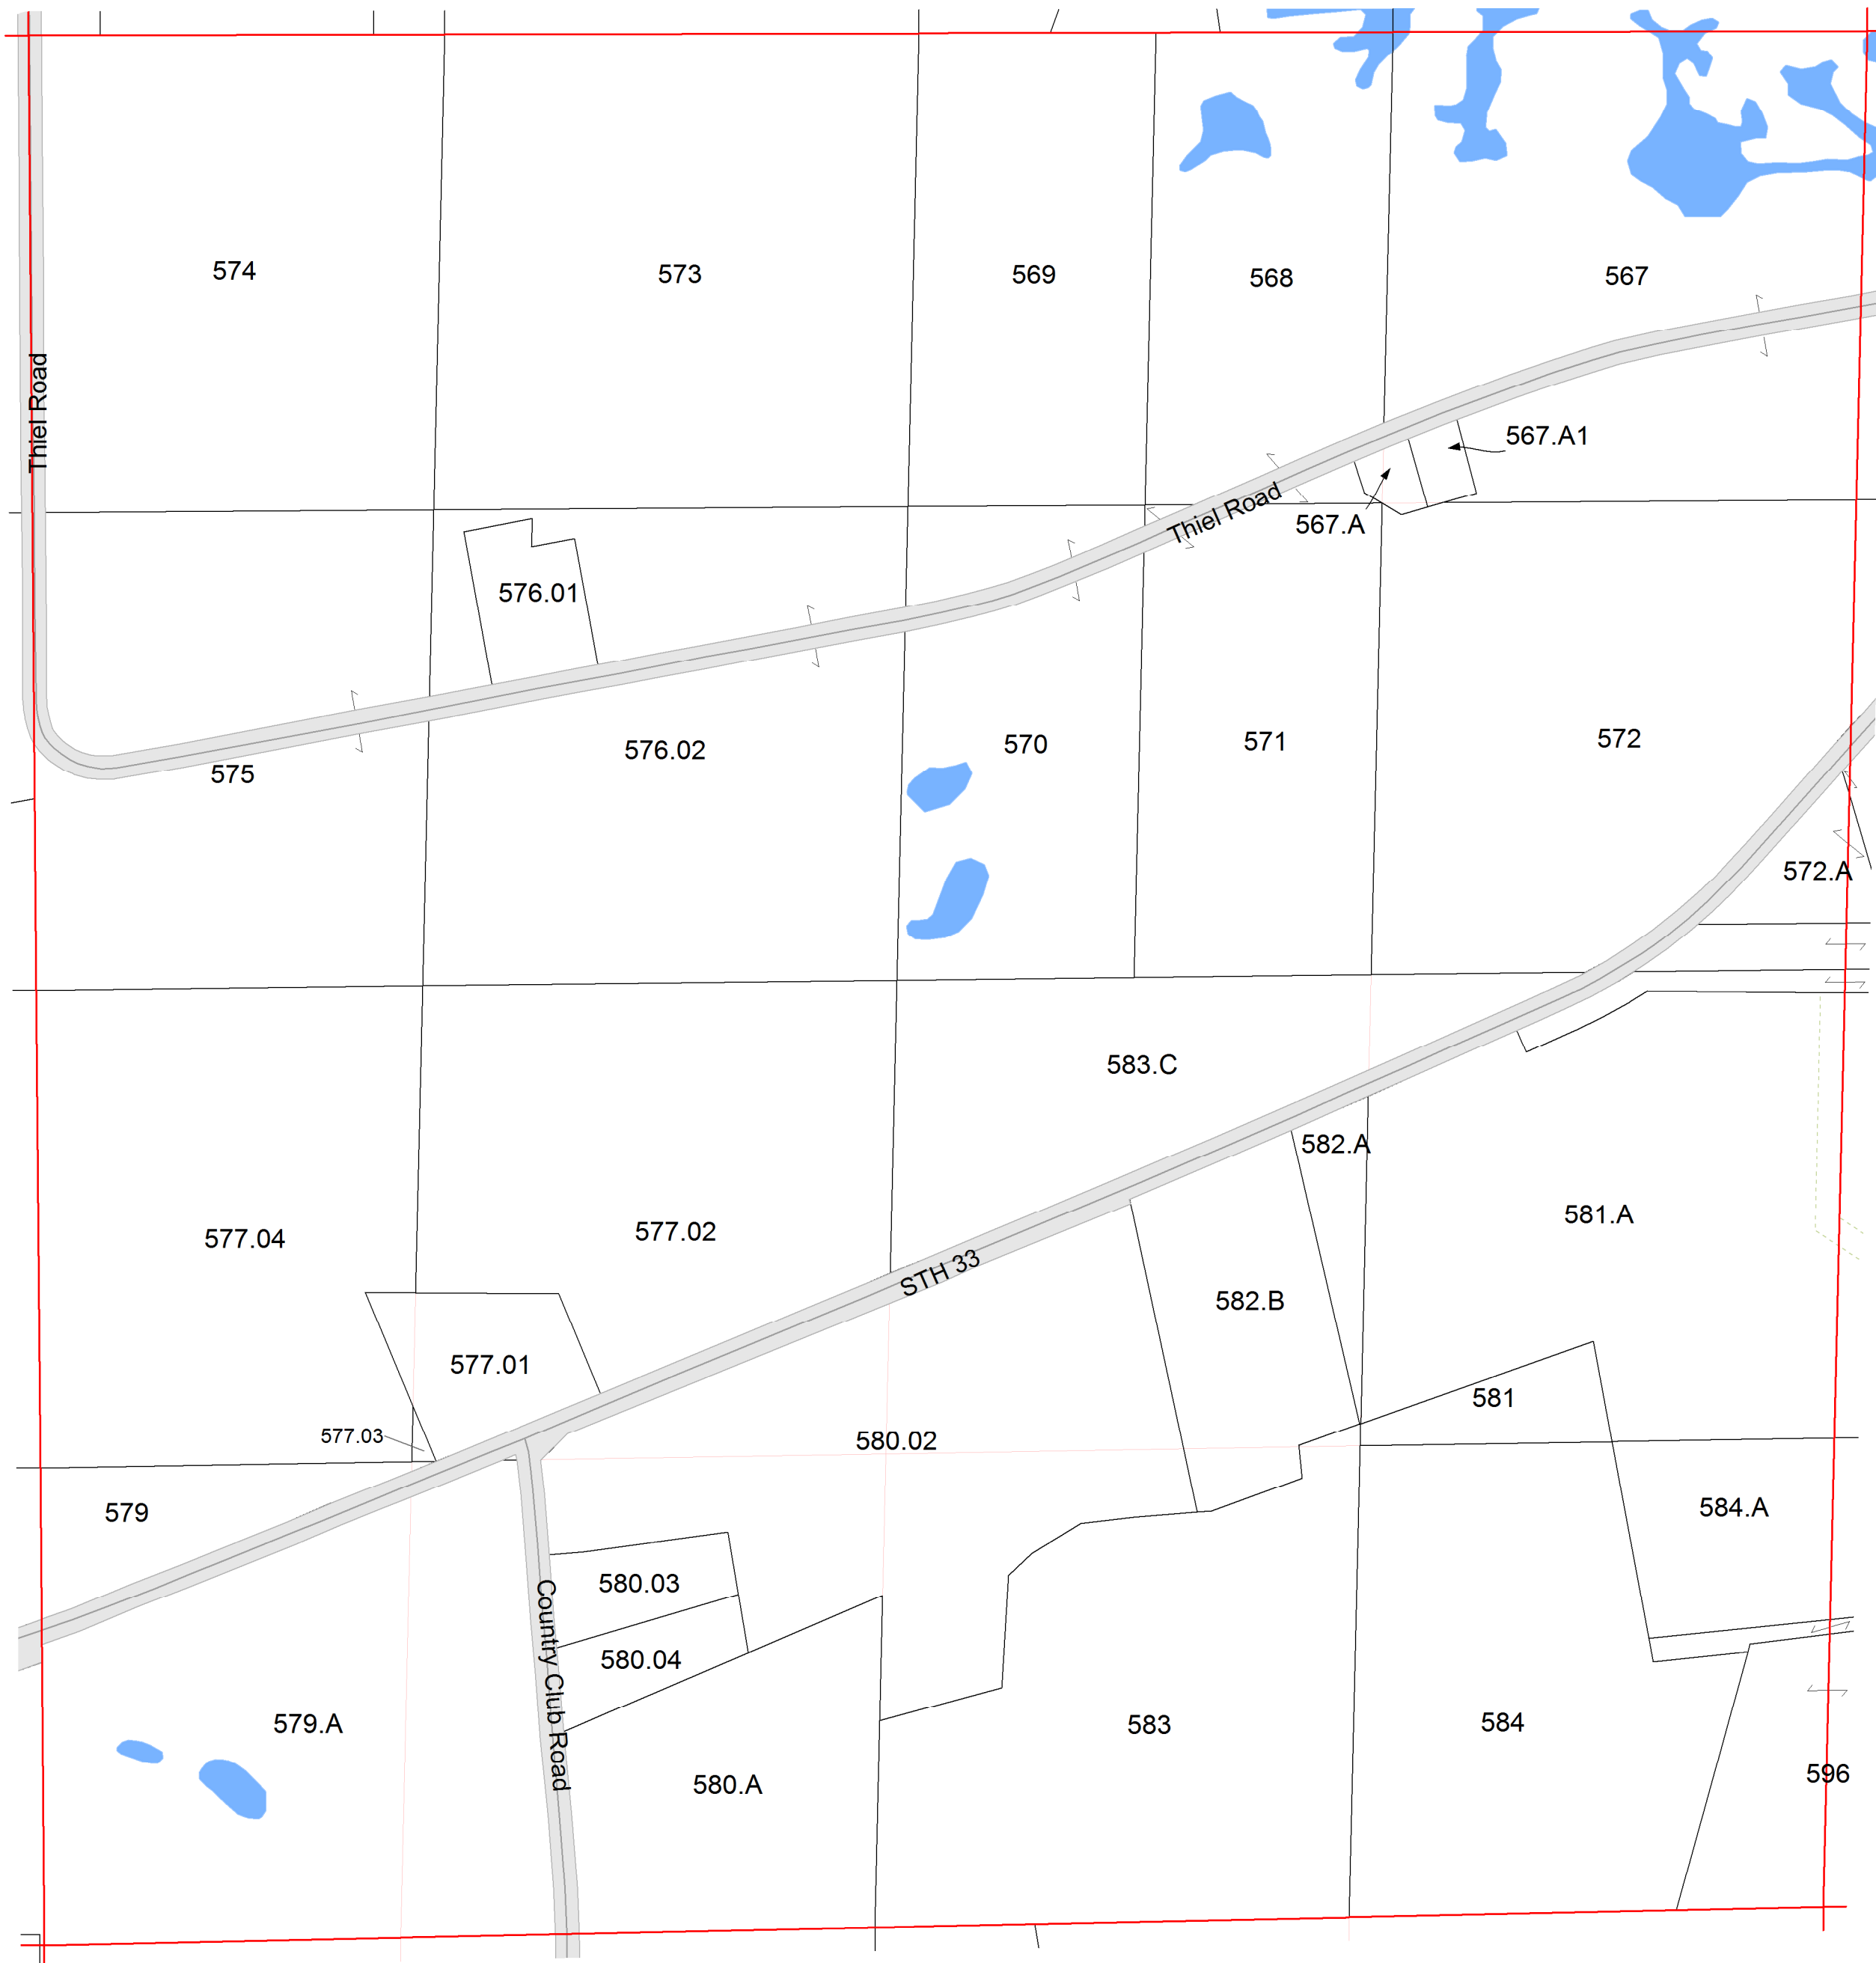 574
573
569
568
567
Thiel Road
567.A1
Thiel Road
567.A
576.01
575
576.02
570
571
572
572.A
583.C
582.A
577.04
577.02
581.A
STH 33
582.B
577.01
581
577.03
580.02
579
584.A
580.03
Country Club Road
580.04
579.A
583
584
580.A
596